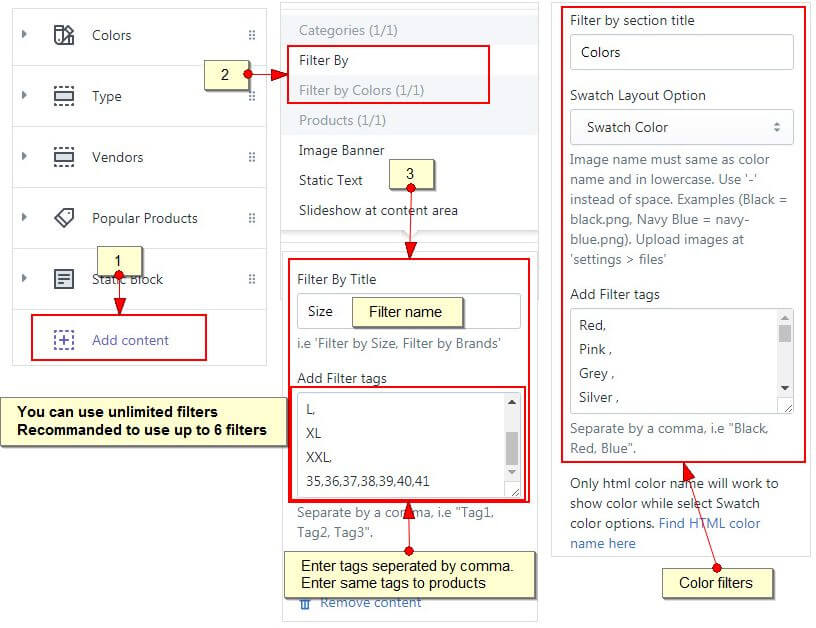 Colors
Type
Vendors
Popular Products
1
Static Block
Add content
You can use unlimited filters
Recommanded to use up to 6 filters
2
Categories (1/1)
Filter By
Filter by Colors (1/1)
Products (1/1)
Image Banner
3
Static Text
Slideshow at content area
Filter By Title
Size
Filter name
i.e 'Filter by Size, Filter by Brands'
Add Filter tags
L,
XL
XXL,
35,36,37,38,39,40,41
Separate by a comma, i.e "Tag1,
Tag2, Tag3".
Enter tags seperated by comma.
Enter same tags to products
Remove content
Filter by section title
Colors
Swatch Layout Option
Swatch Color
Image name must same as color
name and in lowercase. Use '-'
instead of space. Examples (Black =
black.png, Navy Blue = navy-
blue.png). Upload images at
'settings > files'
Add Filter tags
Red,
Pink ,
Grey ,
Silver ,
Separate by a comma, i.e "Black,
Red, Blue".
Only html color name will work to
show color while select Swatch
color options. Find HTML color
name here
Color filters